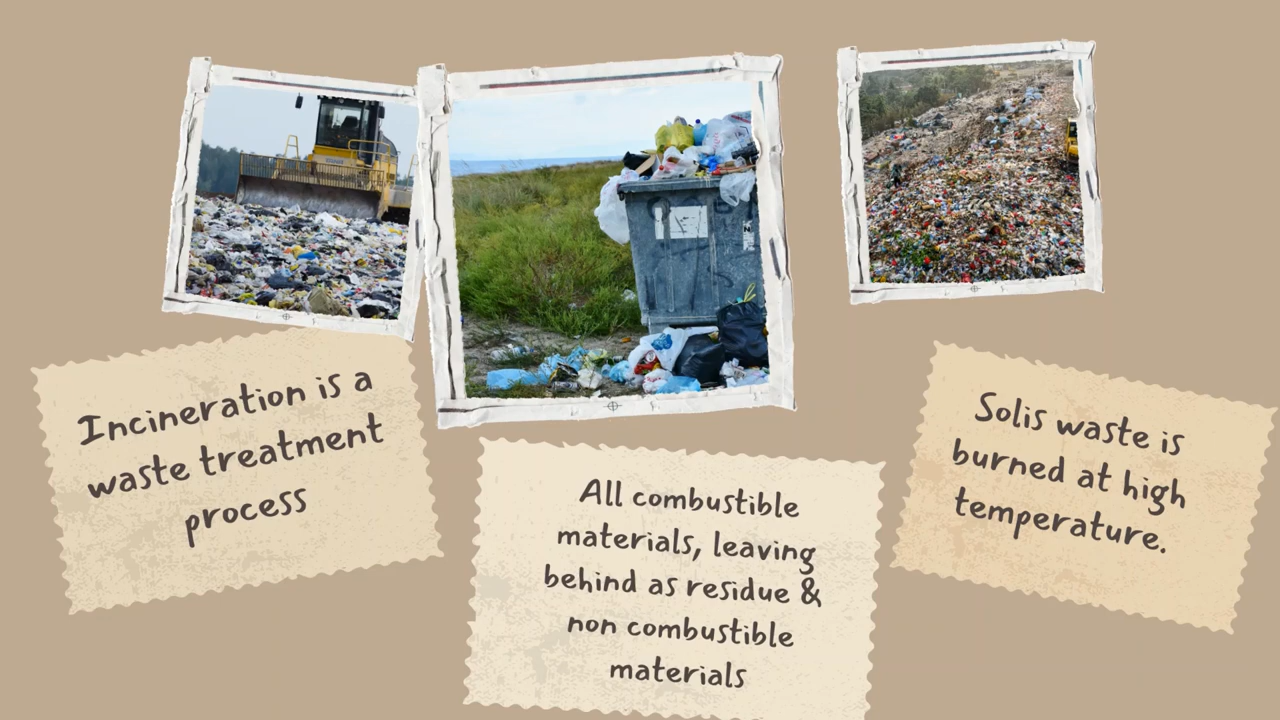 Incineration is a
waste treatment
process
All combustible
materials, leaving
behind as residue &
non combustible
materials
Solis waste is
burned at high
temperature.